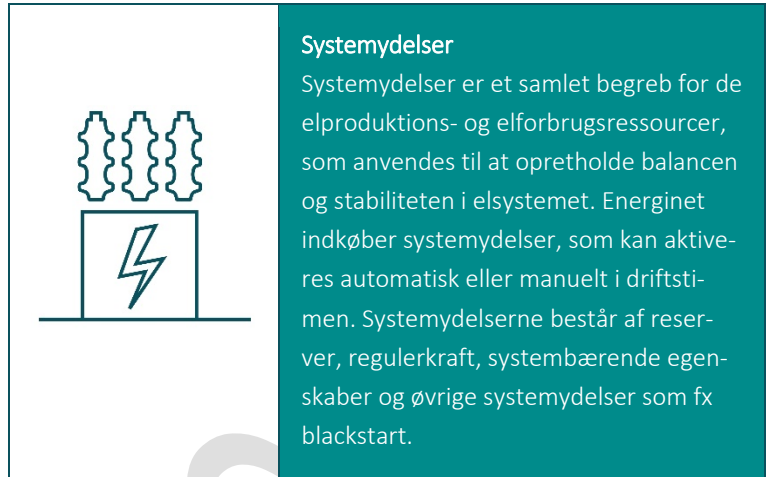 Systemydelser
Systemydelser er et samlet begreb for de
elproduktions- og elforbrugsressourcer,
som anvendes til at opretholde balancen
og stabiliteten i elsystemet. Energinet
indkøber systemydelser, som kan aktive-
res automatisk eller manuelt i driftsti-
men. Systemydelserne består af reser-
ver, regulerkraft, systembærende egen-
skaber og øvrige systemydelser som fx
blackstart.